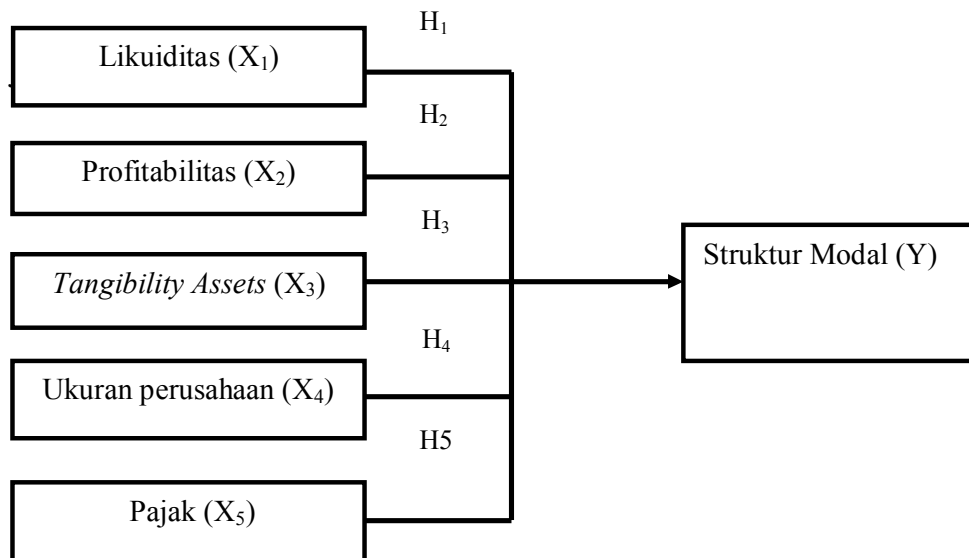 H₁
Likuiditas (X₁)
H₂
Profitabilitas (X₂)
H₃
Struktur Modal (Y)
Tangibility Assets (X₃)
H₄
Ukuran perusahaan (X₄)
H5
Pajak (X₅)